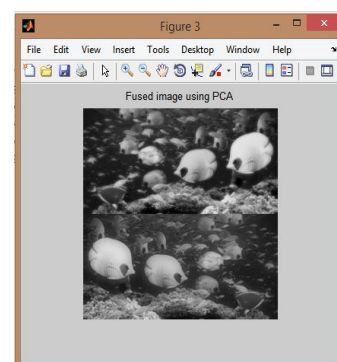 Figure 3
File Edit View Insert Tools Desktop Window Help
Fused image using PCA